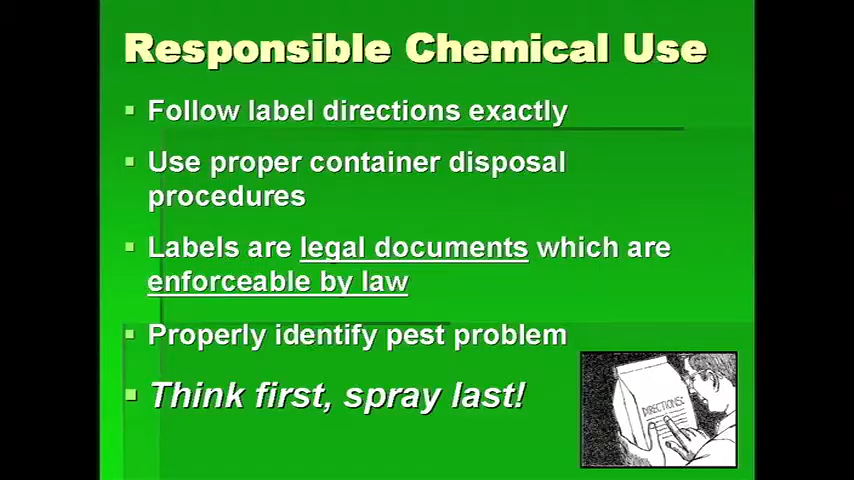 Responsible Chemical Use
Follow label directions exactly
Use proper container disposal
procedures
Labels are legal documents which are
enforceable by law
Properly identify pest problem
Think first, spray last!
DIRECTIONS: